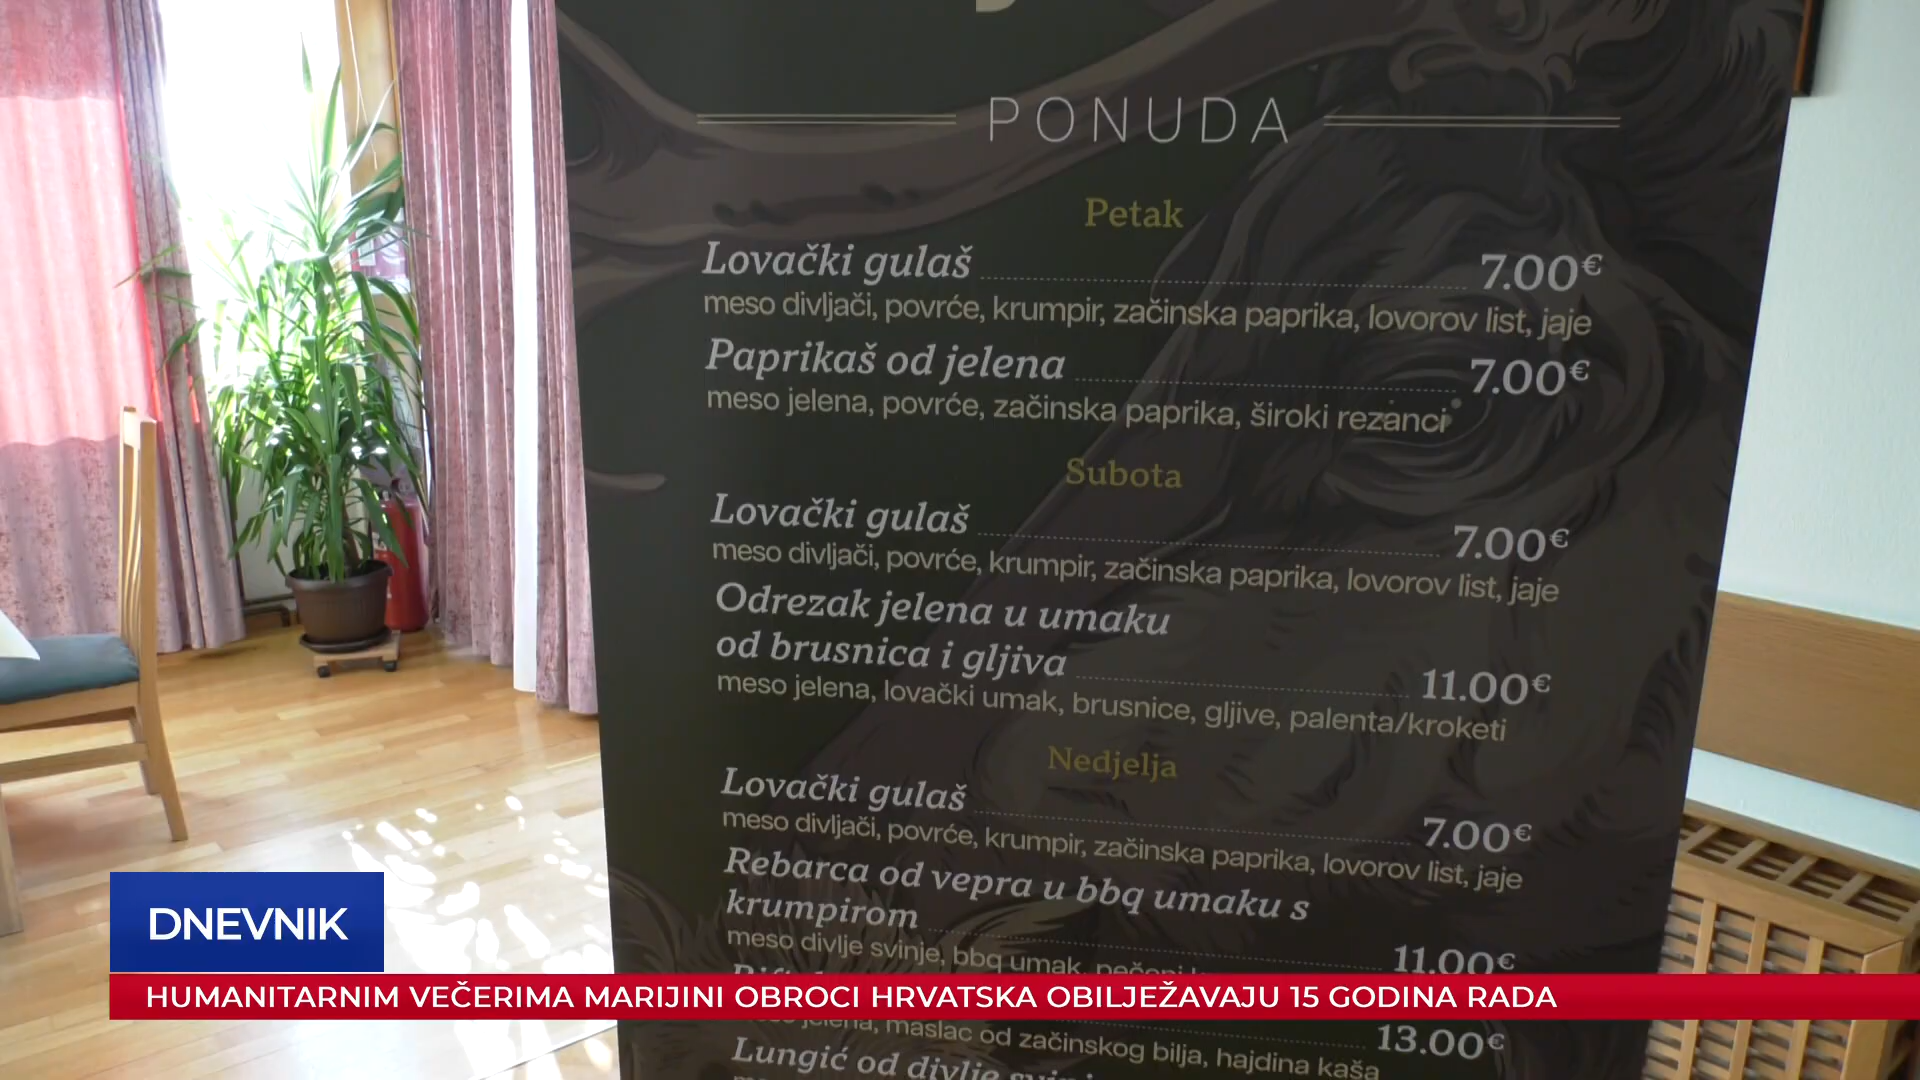 PONUDA
Petak
Lovački gulaš 7.00€
meso divljači, povrće, krumpir, začinska paprika, lovorov list, jaje
Paprikaš od jelena 7.00€
meso jelena, povrće, začinska paprika, široki rezanci
Subota
Lovački gulaš 7.00€
meso divljači, povrće, krumpir, začinska paprika, lovorov list, jaje
Odrezak jelena u umaku
od brusnica i gljiva 11.00€
meso jelena, lovački umak, brusnice, gljive, palenta/kroketi
Nedjelja
Lovački gulaš 7.00€
meso divljači, povrće, krumpir, začinska paprika, lovorov list, jaje
Rebarca od vepra u bbq umaku s
krumpirom 11.00€
meso divlje svinje, bbq umak,
13.00€
jelena, maslac od začinskog bilja, hajdina kaša
Lungić od divlje
DNEVNIK
HUMANITARNIM VEČERIMA MARIJINI OBROCI HRVATSKA OBILJEŽAVAJU 15 GODINA RADA